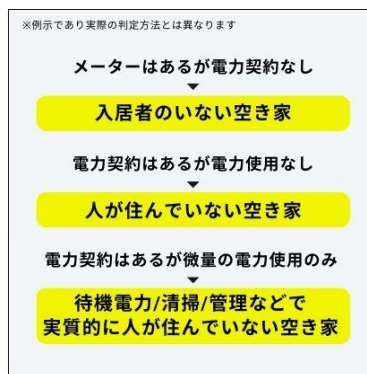 ※例示であり実際の判定方法とは異なります
メーターはあるが電力契約なし
入居者のいない空き家
電力契約はあるが電力使用なし
人が住んでいない空き家
電力契約はあるが微量の電力使用のみ
待機電力/清掃/管理などで
実質的に人が住んでいない空き家